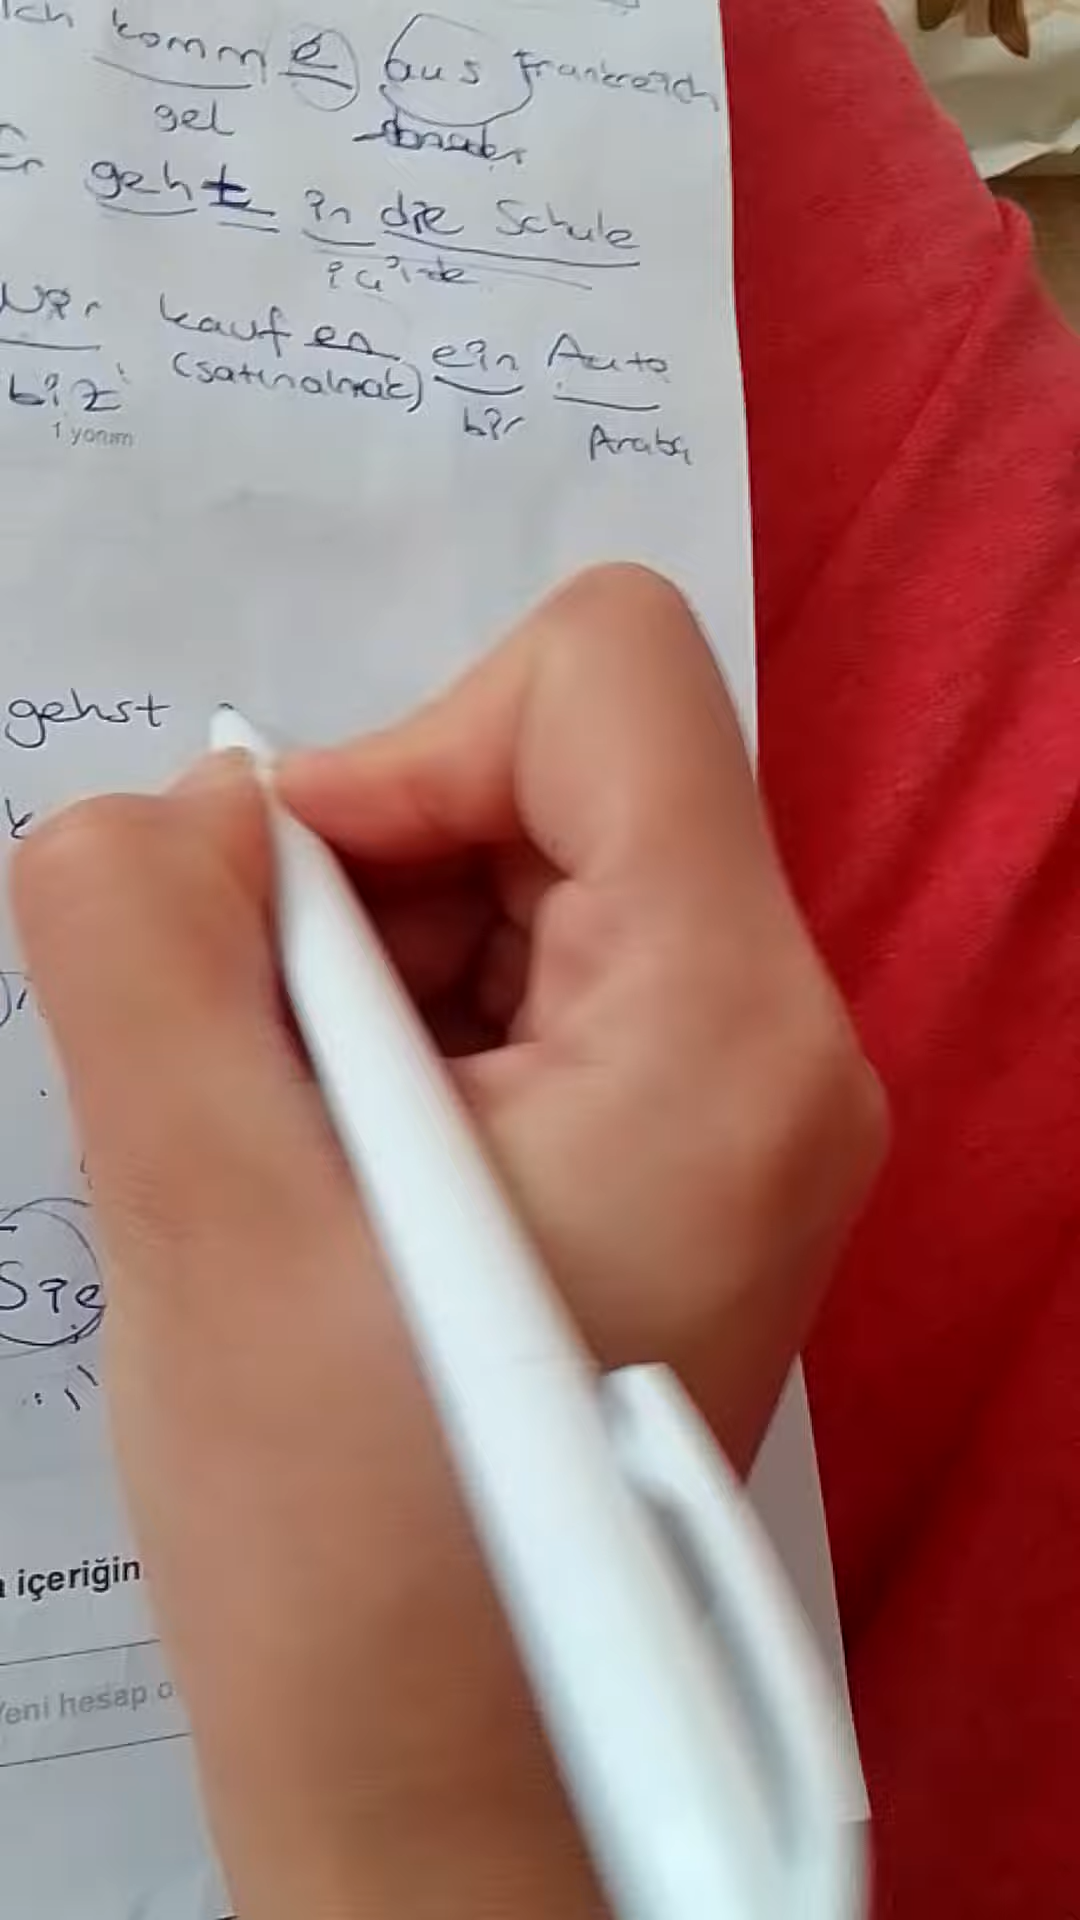 Ich komme aus Frankreich
gel
Er geht in die Schule
Wir kaufen ein Auto
biz (satınalmak) bir Araba
1 yorum
gehst
k
Sie
içeriğin
Yeni hesap o